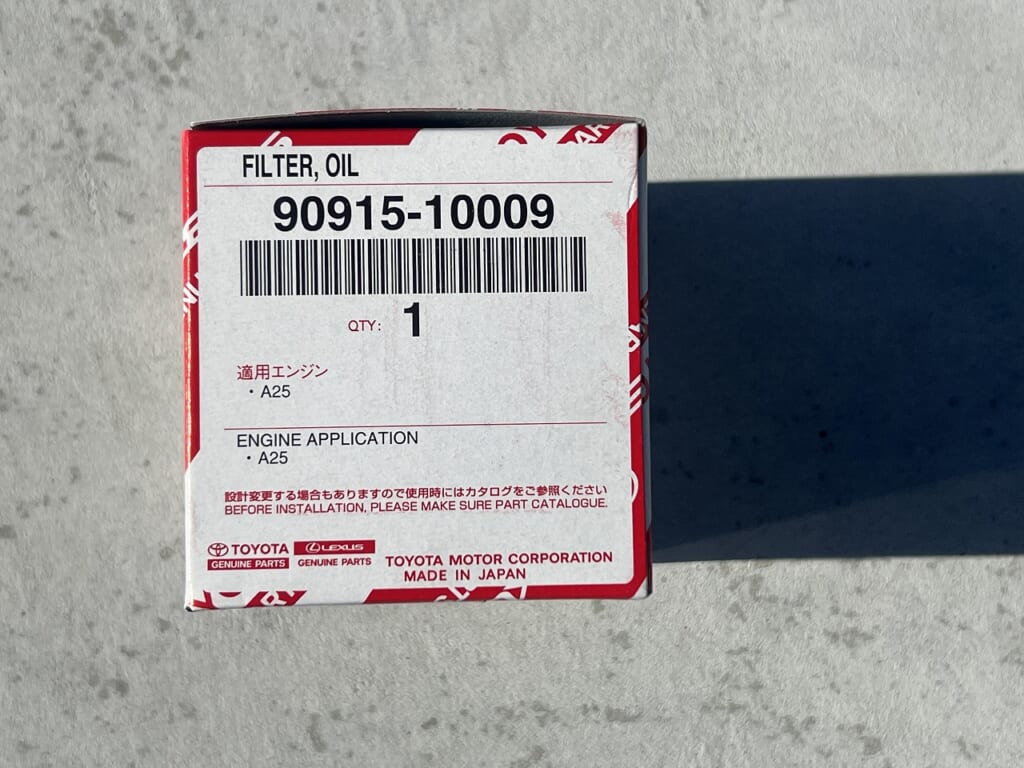 FILTER, OIL
90915-10009
QTY: 1
適用エンジン
・A25
ENGINE APPLICATION
・A25
設計変更する場合もありますので使用時にはカタログをご参照ください
BEFORE INSTALLATION, PLEASE MAKE SURE PART CATALOGUE.
TOYOTA
GENUINE PARTS
LEXUS
GENUINE PARTS
TOYOTA MOTOR CORPORATION
MADE IN JAPAN